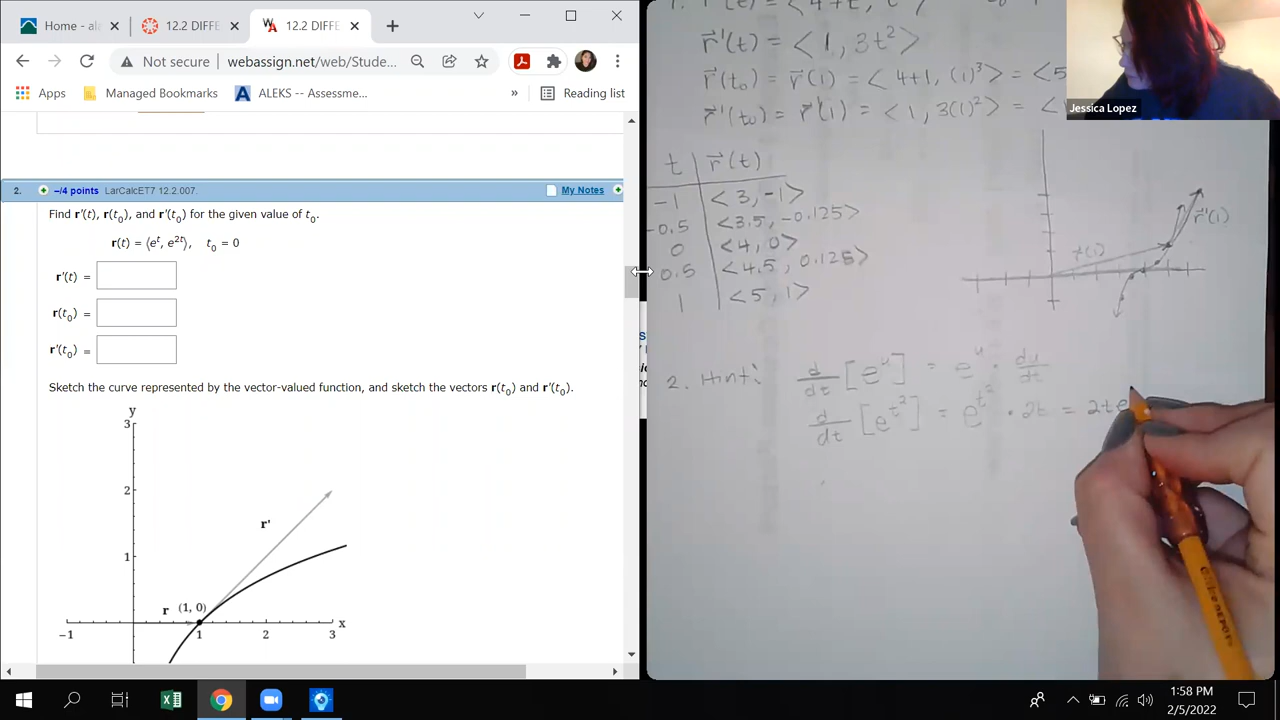 Home - ale
12.2 DIFFE
12.2 DIFFE
Not secure
webassign.net/web/Stude...
Apps
Managed Bookmarks
ALEKS -- Assessme...
»
Reading list
2.
–/4 points
LarCalcET7 12.2.007.
My Notes
Find r'(t), r(t₀), and r'(t₀) for the given value of t₀.
r(t) = ⟨eᵗ, e²ᵗ⟩, t₀ = 0
r'(t) =
r(t₀) =
r'(t₀) =
Sketch the curve represented by the vector-valued function, and sketch the vectors r(t₀) and r'(t₀).
y
3
2
r'
1
r (1, 0)
x
−1 1 2 3
r⃗'(t) = <1, 3t²>
r⃗(t₀) = r⃗(1) = <4+1, (1)³> = <5
r⃗'(t₀) = r⃗'(1) = <1, 3(1)²> = <
Jessica Lopez
t r⃗(t)
-1 <3, -1>
-0.5 <3.5, -0.125>
0 <4, 0>
0.5 <4.5, 0.125>
1 <5, 1>
r⃗'(1)
r(1)
2. Hint: d/dt [eᵘ] = eᵘ · du/dt
d/dt [e^t²] = e^t² · 2t = 2te
1:58 PM
2/5/2022